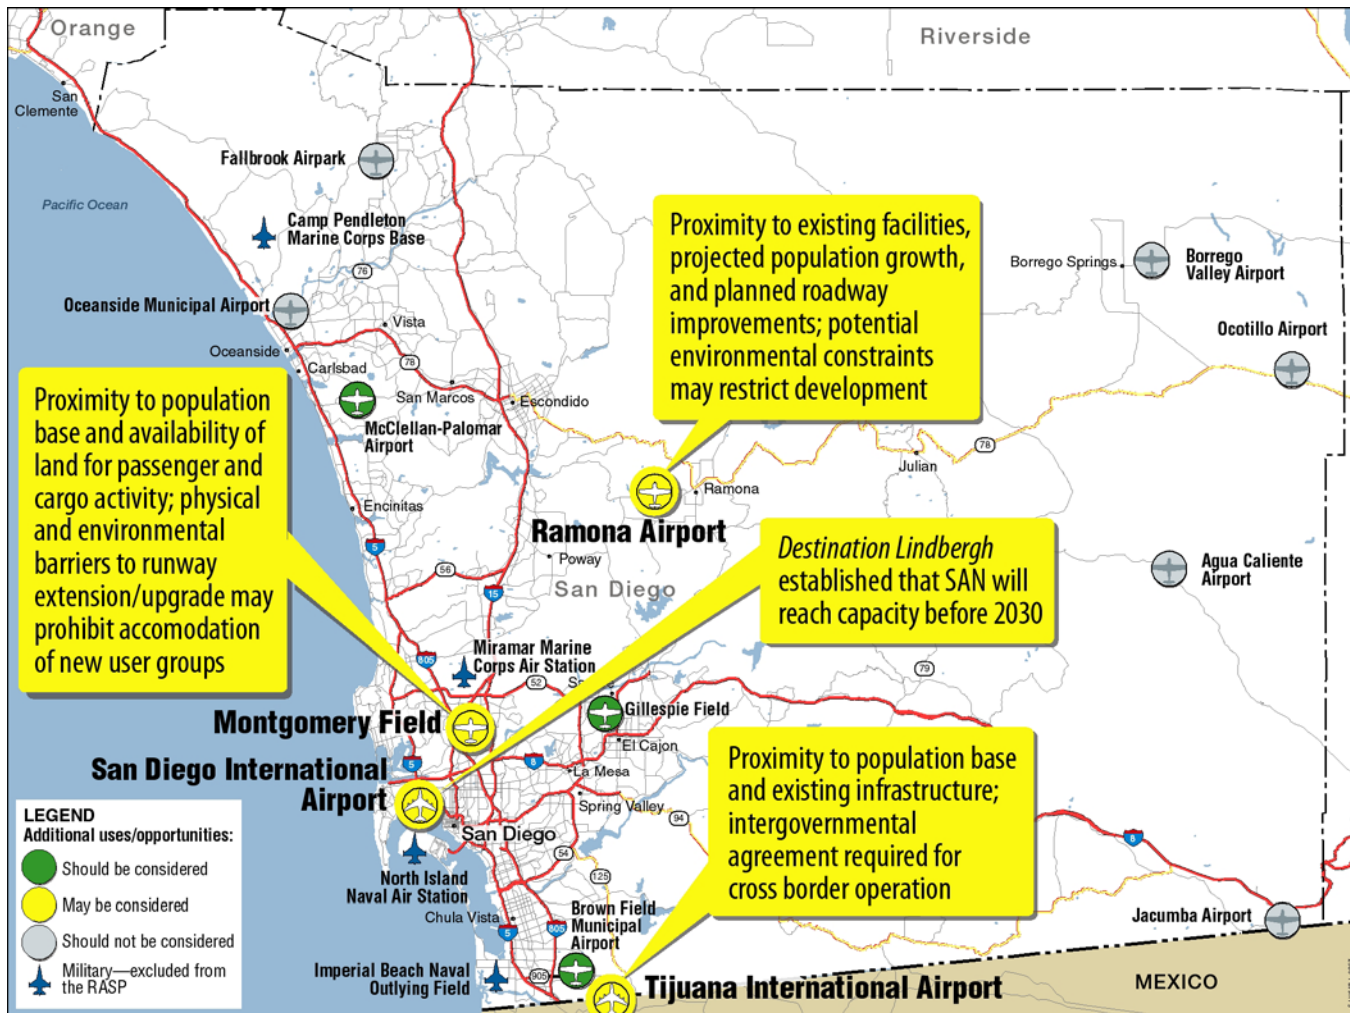 Orange
Riverside
San
Clemente
Fallbrook Airpark
Pacific Ocean
Camp Pendleton
Marine Corps Base
76
Oceanside Municipal Airport
Vista
Oceanside
78
Carlsbad
San Marcos
Escondido
McClellan-Palomar
Airport
Encinitas
Proximity to existing facilities,
projected population growth,
and planned roadway
improvements; potential
environmental constraints
may restrict development
Borrego Springs
Borrego
Valley Airport
Ocotillo Airport
78
Julian
Ramona
Ramona Airport
Proximity to population
base and availability of
land for passenger and
cargo activity; physical
and environmental
barriers to runway
extension/upgrade may
prohibit accomodation
of new user groups
5
56
15
Poway
San Diego
Destination Lindbergh
established that SAN will
reach capacity before 2030
Agua Caliente
Airport
805
Miramar Marine
Corps Air Station
52
79
Montgomery Field
Gillespie Field
El Cajon
San Diego International
Airport
5
8
La Mesa
Spring Valley
94
San Diego
54
125
North Island
Naval Air Station
Chula Vista
5
805
Brown Field
Municipal
Airport
Imperial Beach Naval
Outlying Field
905
Tijuana International Airport
Proximity to population base
and existing infrastructure;
intergovernmental
agreement required for
cross border operation
8
Jacumba Airport
MEXICO
LEGEND
Additional uses/opportunities:
Should be considered
May be considered
Should not be considered
Military—excluded from
the RASP